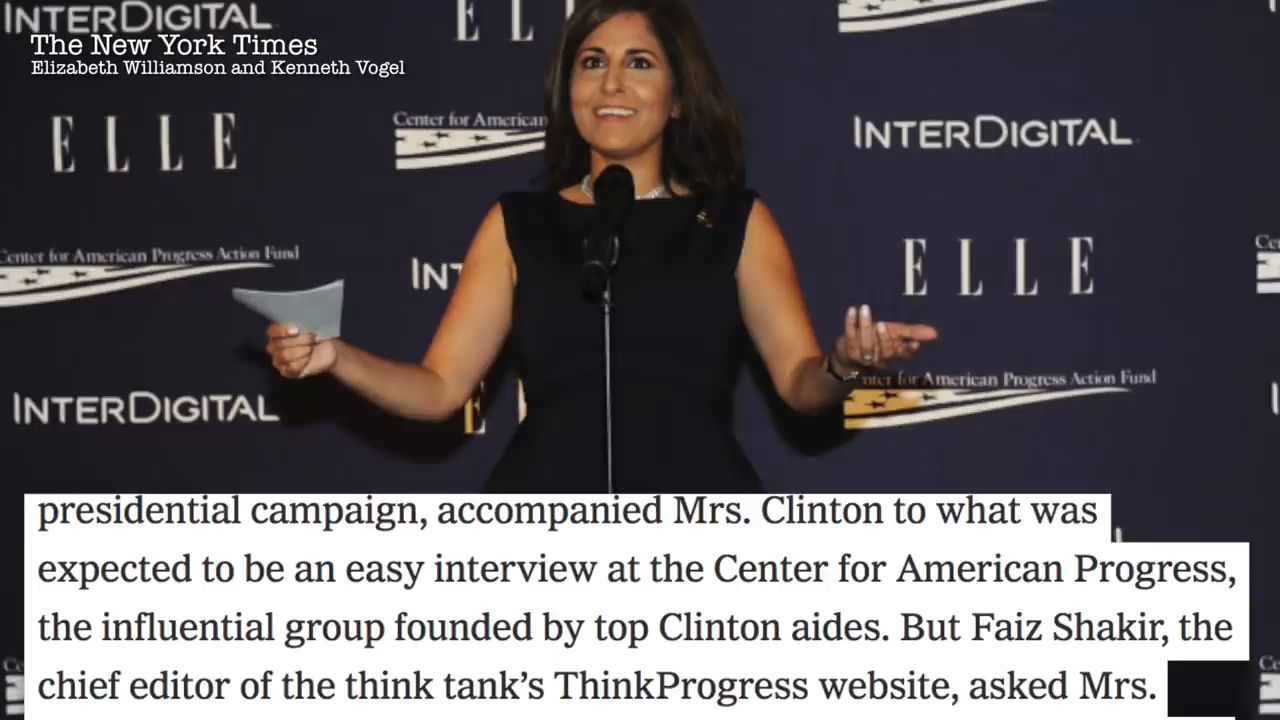 INTERDIGITAL
E L
The New York Times
Elizabeth Williamson and Kenneth Vogel
ELLE
Center for American
INTERDIGITAL
Center for American Progress Action Fund
INT
ELLE
INTERDIGITAL
E
Center for American Progress Action Fund
presidential campaign, accompanied Mrs. Clinton to what was
expected to be an easy interview at the Center for American Progress,
the influential group founded by top Clinton aides. But Faiz Shakir, the
chief editor of the think tank’s ThinkProgress website, asked Mrs.